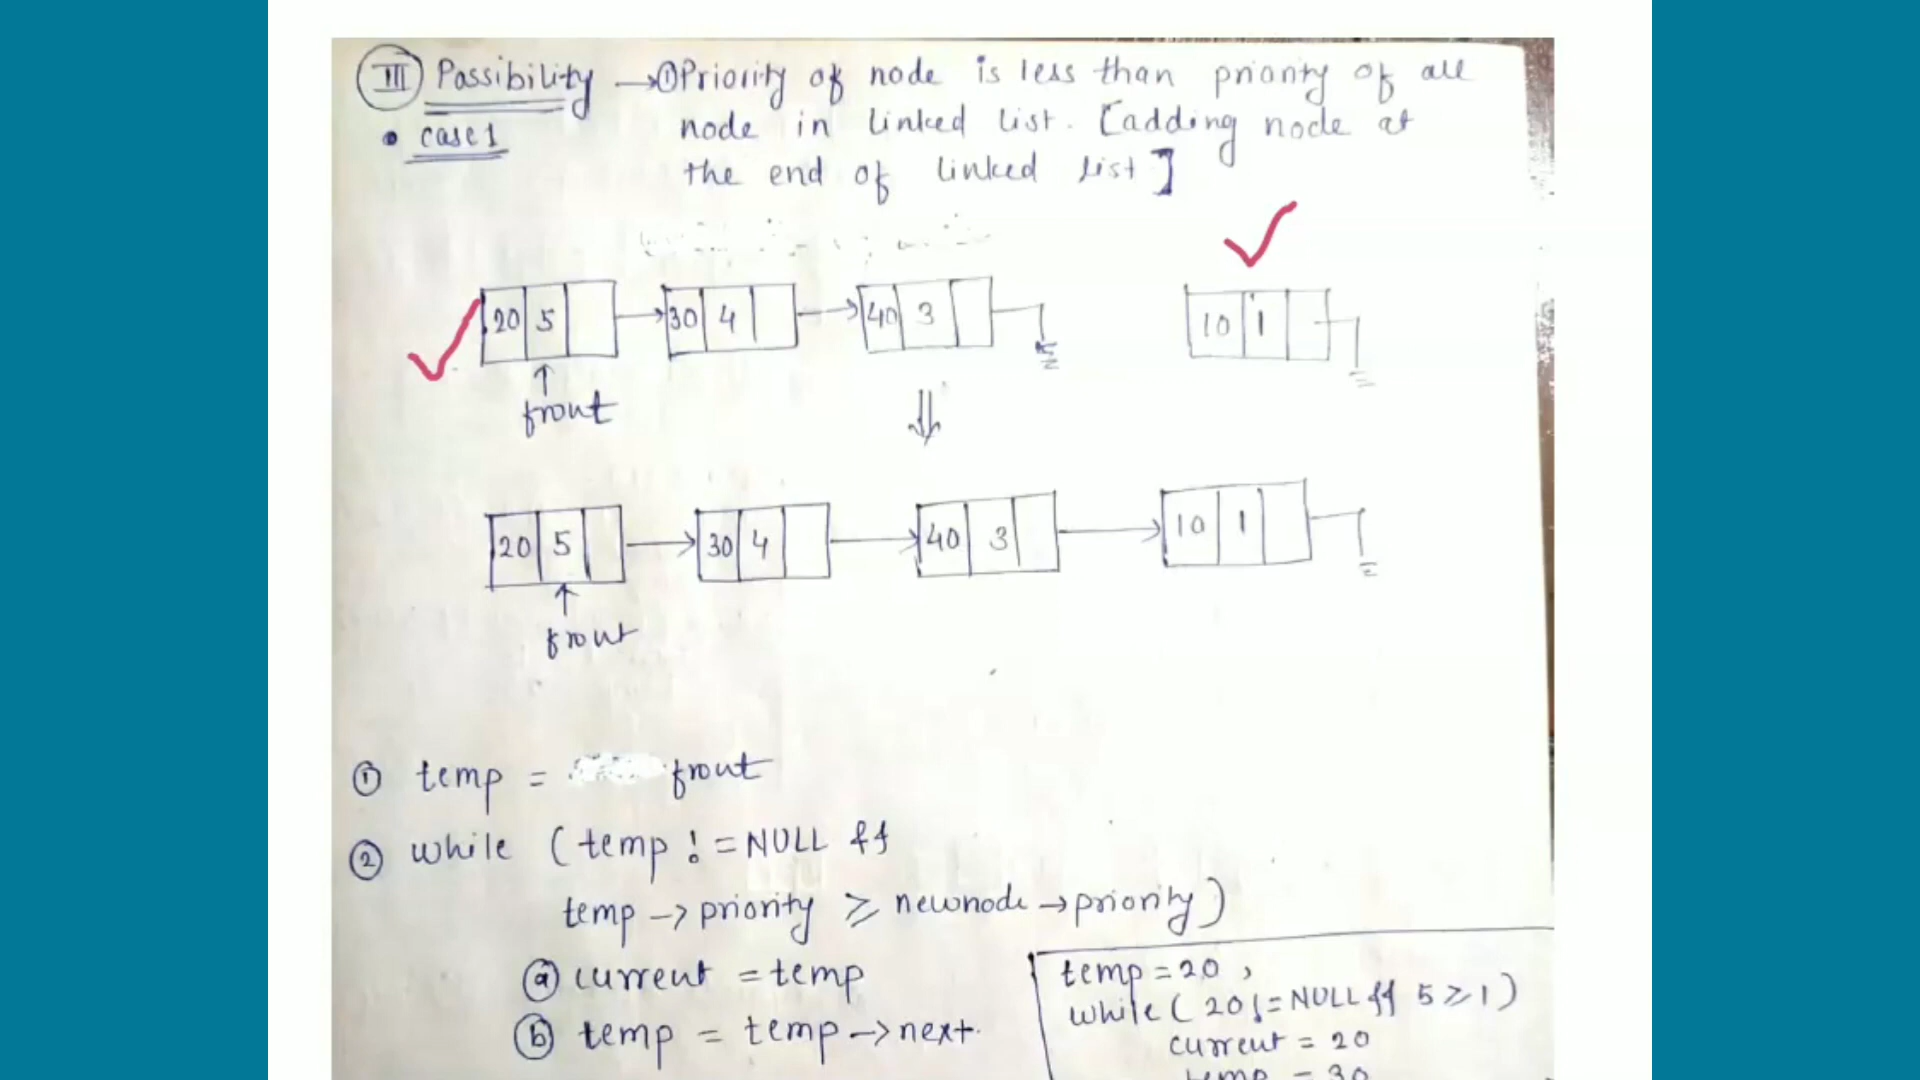 III Possibility → ① Priority of node is less than priority of all
• case 1 node in linked list. [adding node at
the end of linked list]
20 5 → 30 4 → 40 3 10 1
front
20 5 → 30 4 → 40 3 → 10 1
front
① temp = front
② while (temp != NULL &&
temp → priority ≥ newnode → priority)
ⓐ current = temp
ⓑ temp = temp → next.
temp = 20,
while (20 != NULL && 5 ≥ 1)
current = 20
temp = 30